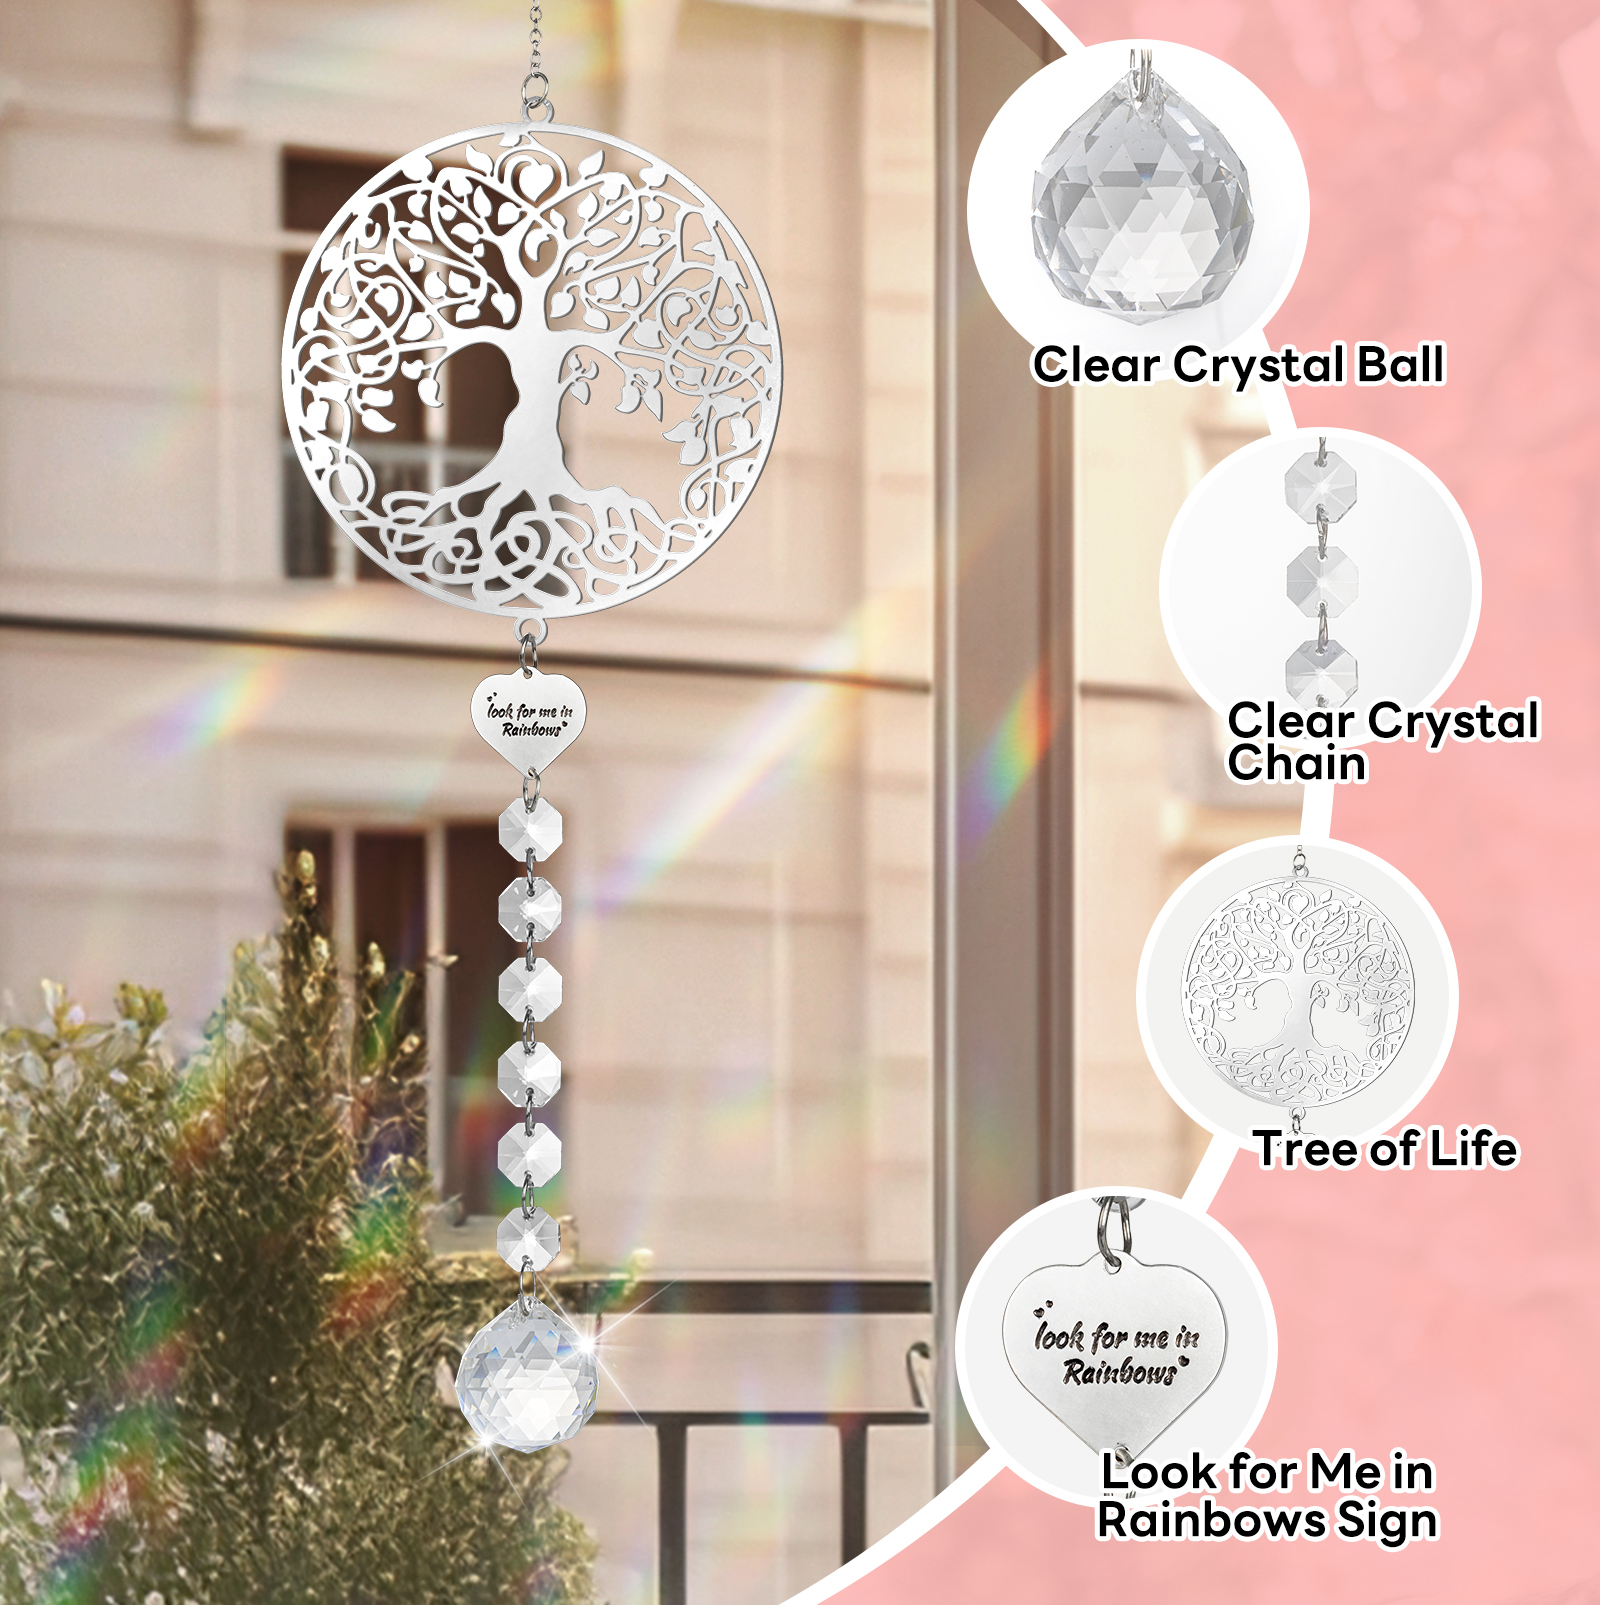 look for me in
Rainbows
Clear Crystal Ball
Clear Crystal
Chain
Tree of Life
look for me in
Rainbows
Look for Me in
Rainbows Sign